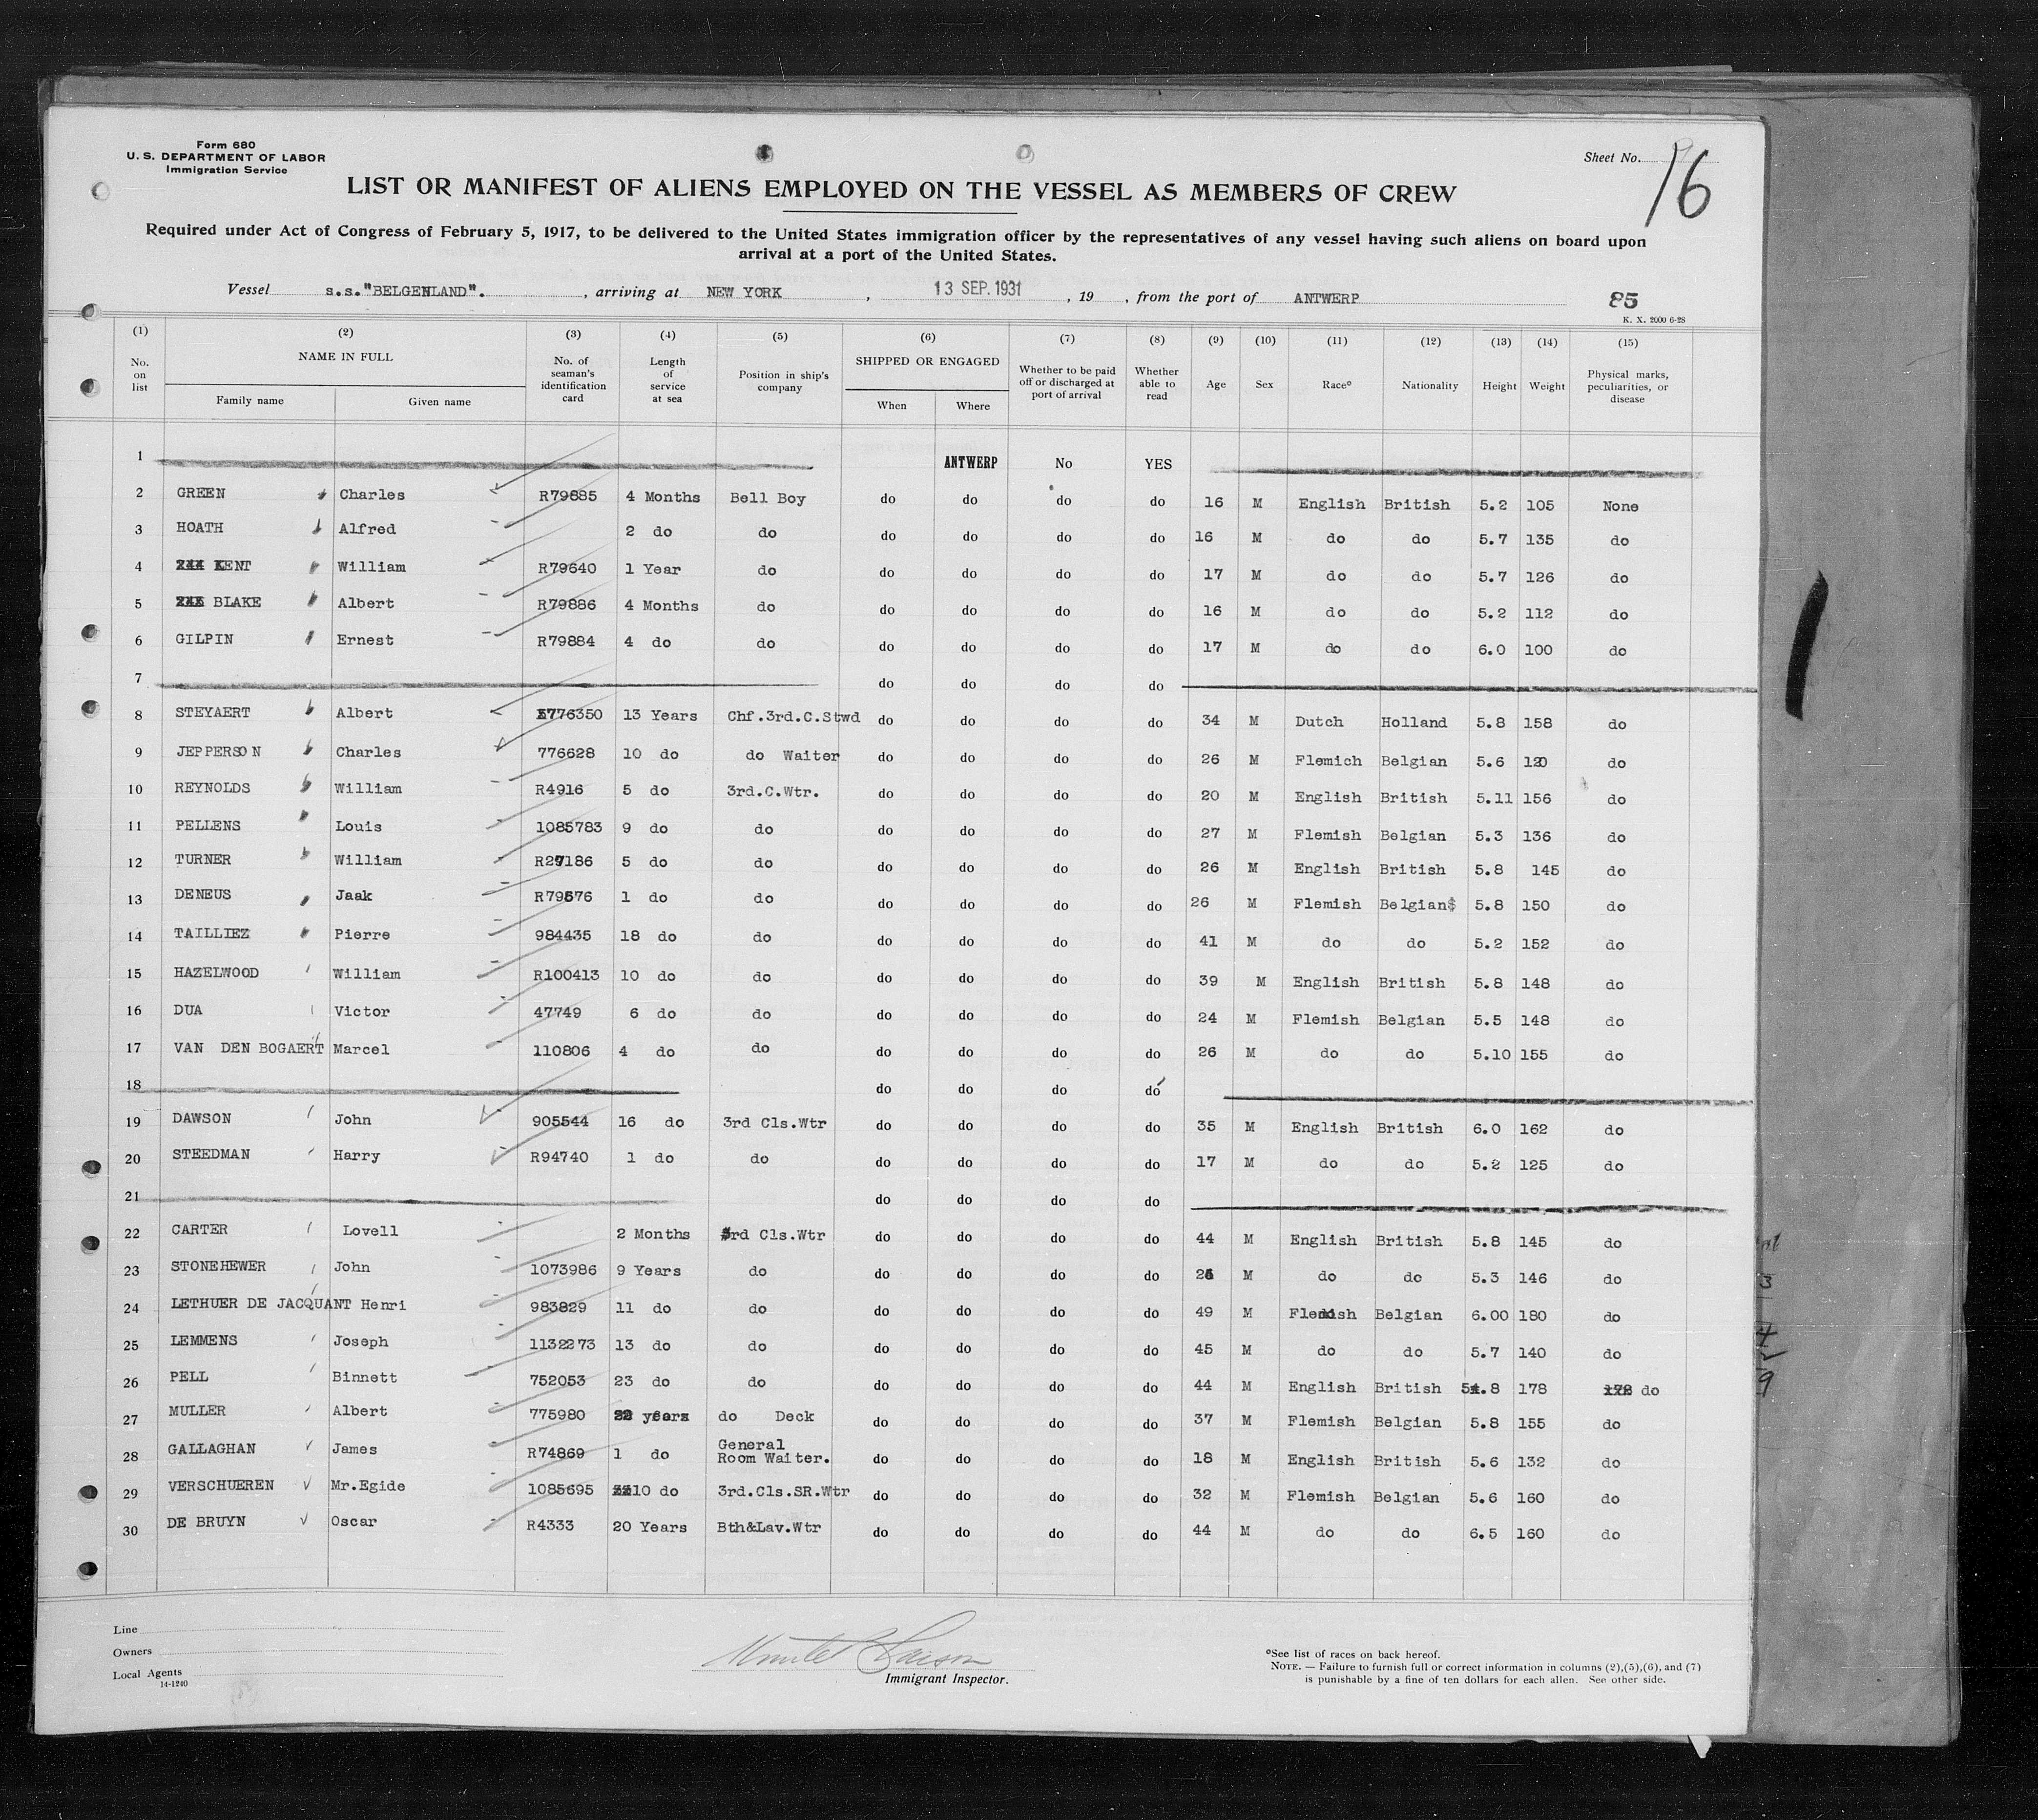 Form 680
U. S. DEPARTMENT OF LABOR
Immigration Service
Sheet No.
16
LIST OR MANIFEST OF ALIENS EMPLOYED ON THE VESSEL AS MEMBERS OF CREW
Required under Act of Congress of February 5, 1917, to be delivered to the United States immigration officer by the representatives of any vessel having such aliens on board upon
arrival at a port of the United States.
Vessel s.s."BELGENLAND". , arriving at NEW YORK , 13 SEP. 1931 , 19 , from the port of ANTWERP 85
K. X. 2000 6-28
(1) (2) (3) (4) (5) (6) (7) (8) (9) (10) (11) (12) (13) (14) (15)
No. on list NAME IN FULL Family name Given name No. of seaman's identification card Length of service at sea Position in ship's company SHIPPED OR ENGAGED When Where Whether to be paid off or discharged at port of arrival Whether able to read Age Sex Race° Nationality Height Weight Physical marks, peculiarities, or disease
1 ANTWERP No YES
2 GREEN Charles R79885 4 Months Bell Boy do do do do 16 M English British 5.2 105 None
3 HOATH Alfred 2 do do do do do do 16 M do do 5.7 135 do
4 KENT William R79640 1 Year do do do do do 17 M do do 5.7 126 do
5 BLAKE Albert R79886 4 Months do do do do do 16 M do do 5.2 112 do
6 GILPIN Ernest R79884 4 do do do do do do 17 M do do 6.0 100 do
7 do do do do
8 STEYAERT Albert 776350 13 Years Chf.3rd.C.Stwd do do do do 34 M Dutch Holland 5.8 158 do
9 JEPPERSON Charles 776628 10 do do Waiter do do do do 26 M Flemich Belgian 5.6 120 do
10 REYNOLDS William R4916 5 do 3rd.C.Wtr. do do do do 20 M English British 5.11 156 do
11 PELLENS Louis 1085783 9 do do do do do do 27 M Flemish Belgian 5.3 136 do
12 TURNER William R29186 5 do do do do do do 26 M English British 5.8 145 do
13 DENEUS Jaak R79576 1 do do do do do do 26 M Flemish Belgian$ 5.8 150 do
14 TAILLIEZ Pierre 984435 18 do do do do do do 41 M do do 5.2 152 do
15 HAZELWOOD William R100413 10 do do do do do do 39 M English British 5.8 148 do
16 DUA Victor 47749 6 do do do do do do 24 M Flemish Belgian 5.5 148 do
17 VAN DEN BOGAERT Marcel 110806 4 do do do do do do 26 M do do 5.10 155 do
18 do do do do
19 DAWSON John 905544 16 do 3rd Cls.Wtr do do do do 35 M English British 6.0 162 do
20 STEEDMAN Harry R94740 1 do do do do do do 17 M do do 5.2 125 do
21 do do do do
22 CARTER Lovell 2 Months 3rd Cls.Wtr do do do do 44 M English British 5.8 145 do
23 STONEHEWER John 1073986 9 Years do do do do do M do do 5.3 146 do
24 LETHUER DE JACQUANT Henri 983829 11 do do do do do do 49 M Flemish Belgian 6.00 180 do
25 LEMMENS Joseph 1132273 13 do do do do do do 45 M do do 5.7 140 do
26 PELL Binnett 752053 23 do do do do do do 44 M English British 5.8 178 do
27 MULLER Albert 775980 years do Deck do do do do 37 M Flemish Belgian 5.8 155 do
28 GALLAGHAN James R74869 1 do General Room Waiter. do do do do 18 M English British 5.6 132 do
29 VERSCHUEREN Mr.Egide 1085695 10 do 3rd.Cls.SR.Wtr do do do do 32 M Flemish Belgian 5.6 160 do
30 DE BRUYN Oscar R4333 20 Years Bth&Lav.Wtr do do do do 44 M do do 6.5 160 do
Line
Owners
Local Agents
14-1240
Immigrant Inspector.
°See list of races on back hereof.
NOTE. — Failure to furnish full or correct information in columns (2),(5),(6), and (7)
is punishable by a fine of ten dollars for each alien. See other side.